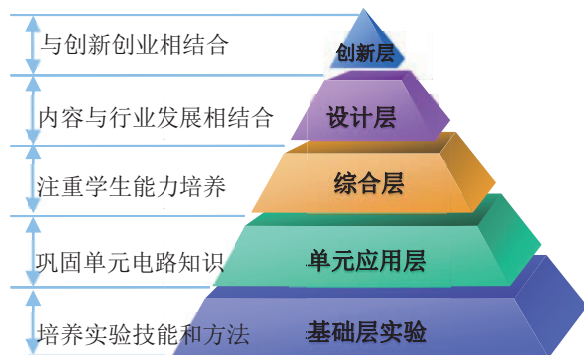 与创新创业相结合
创新层
内容与行业发展相结合
设计层
注重学生能力培养
综合层
巩固单元电路知识
单元应用层
培养实验技能和方法
基础层实验